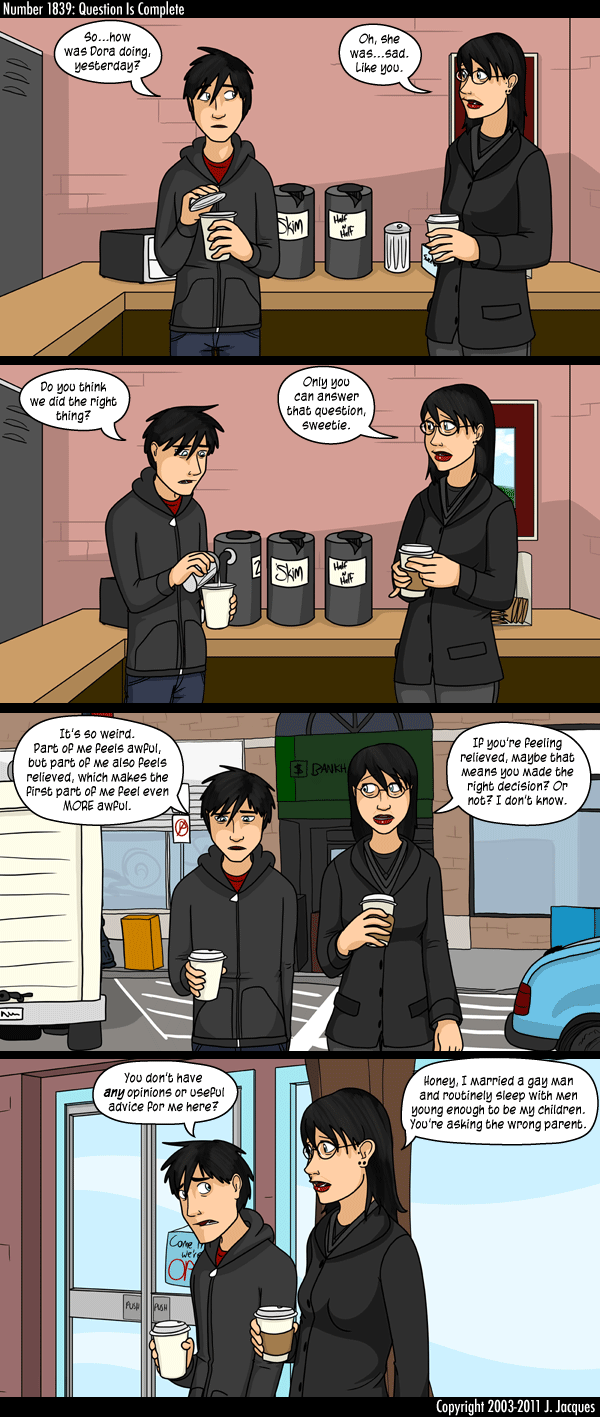 Number 1839: Question Is Complete
So...how
was Dora doing,
yesterday?
Oh, she
was...sad.
Like you.
Skim
Half
n
Half
Do you think
we did the right
thing?
Only you
can answer
that question,
sweetie.
2
Skim
Half
n
Half
It's so weird.
Part of me feels awful,
but part of me also feels
relieved, which makes the
first part of me feel even
MORE awful.
If you're feeling
relieved, maybe that
means you made the
right decision? Or
not? I don't know.
P
$ BANKH
You don't have
any opinions or useful
advice for me here?
Honey, I married a gay man
and routinely sleep with men
young enough to be my children.
You're asking the wrong parent.
Come
we're
OP
PUSH PUSH
Copyright 2003-2011 J. Jacques